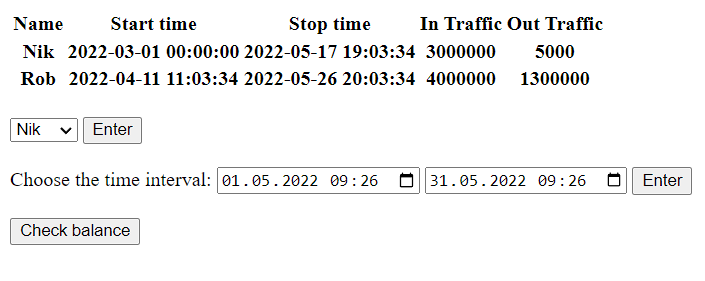 Name Start time Stop time In Traffic Out Traffic
Nik 2022-03-01 00:00:00 2022-05-17 19:03:34 3000000 5000
Rob 2022-04-11 11:03:34 2022-05-26 20:03:34 4000000 1300000
Nik Enter
Choose the time interval: 01.05.2022 09:26 31.05.2022 09:26 Enter
Check balance